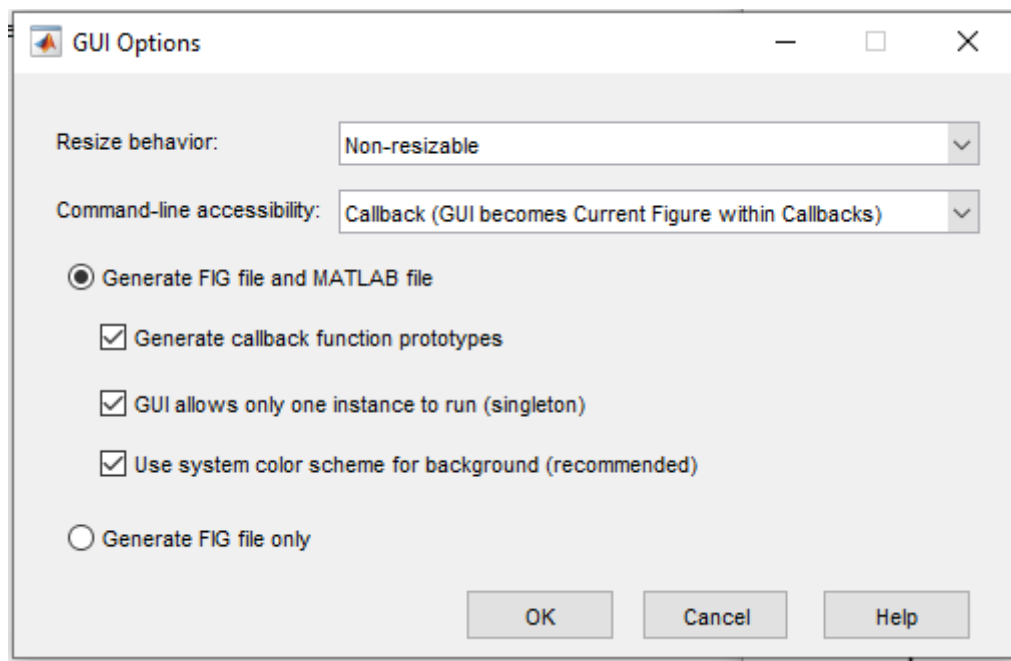 GUI Options
Resize behavior: Non-resizable
Command-line accessibility: Callback (GUI becomes Current Figure within Callbacks)
Generate FIG file and MATLAB file
Generate callback function prototypes
GUI allows only one instance to run (singleton)
Use system color scheme for background (recommended)
Generate FIG file only
OK Cancel Help